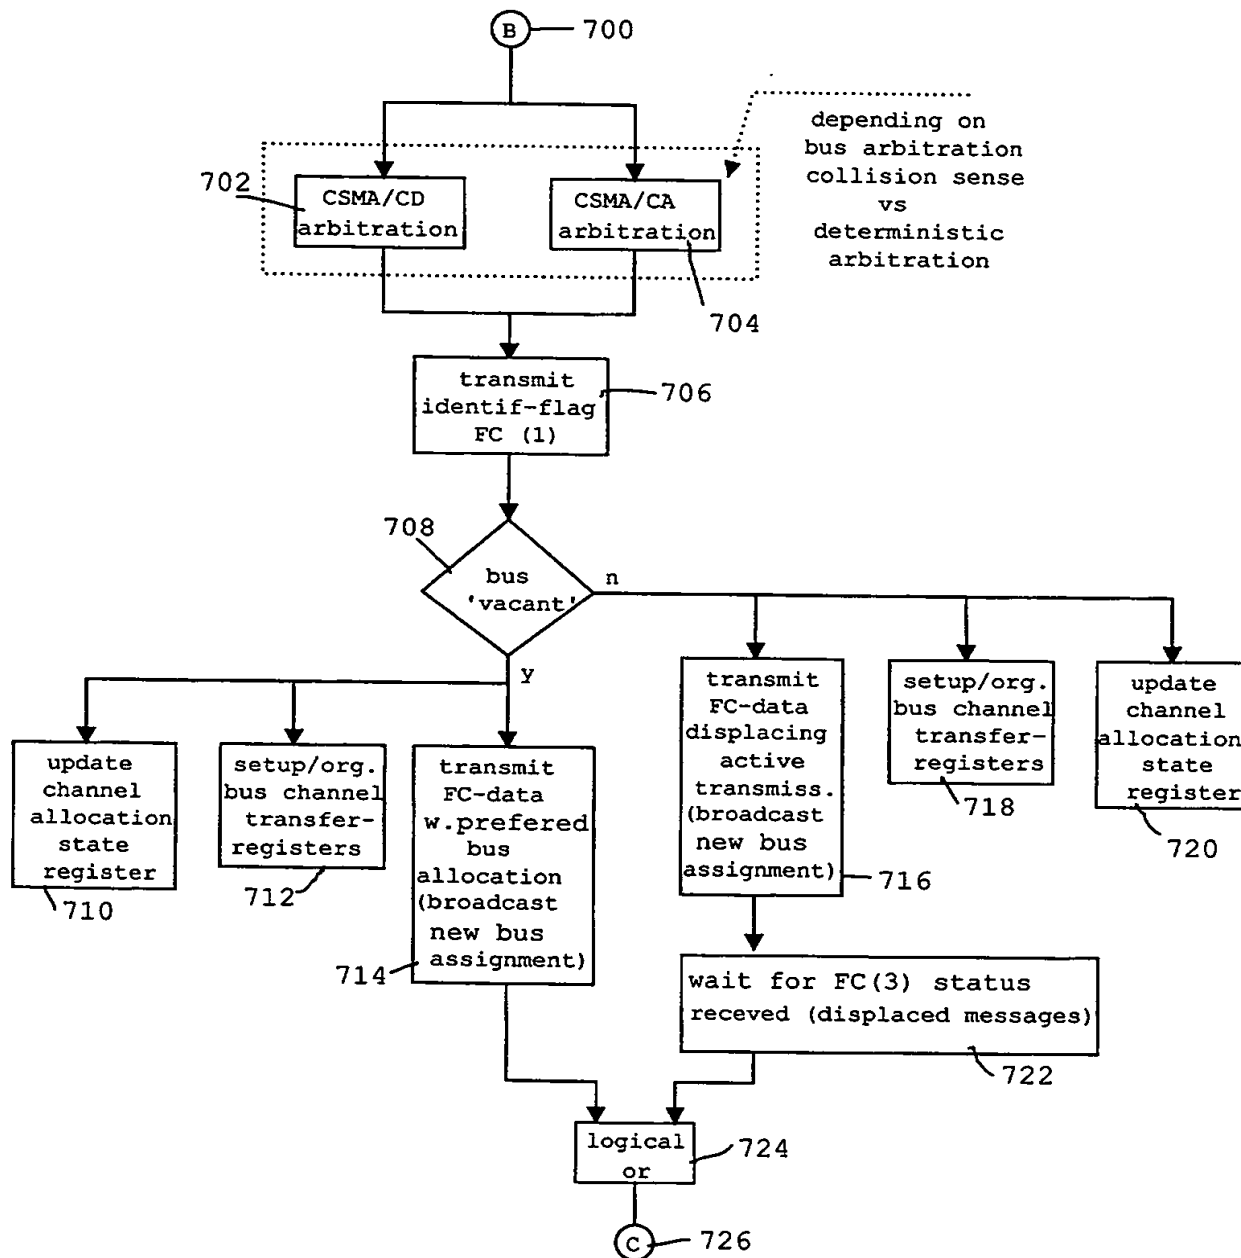 B
700
depending on
bus arbitration
collision sense
vs
deterministic
arbitration
702
CSMA/CD
arbitration
CSMA/CA
arbitration
704
transmit
identif-flag
FC (1)
706
708
bus
'vacant'
n
y
update
channel
allocation
state
register
710
setup/org.
bus channel
transfer-
registers
712
transmit
FC-data
w.prefered
bus
allocation
(broadcast
new bus
assignment)
714
transmit
FC-data
displacing
active
transmiss.
(broadcast
new bus
assignment)
716
setup/org.
bus channel
transfer-
registers
718
update
channel
allocation
state
register
720
wait for FC(3) status
receved (displaced messages)
722
logical
or
724
C
726